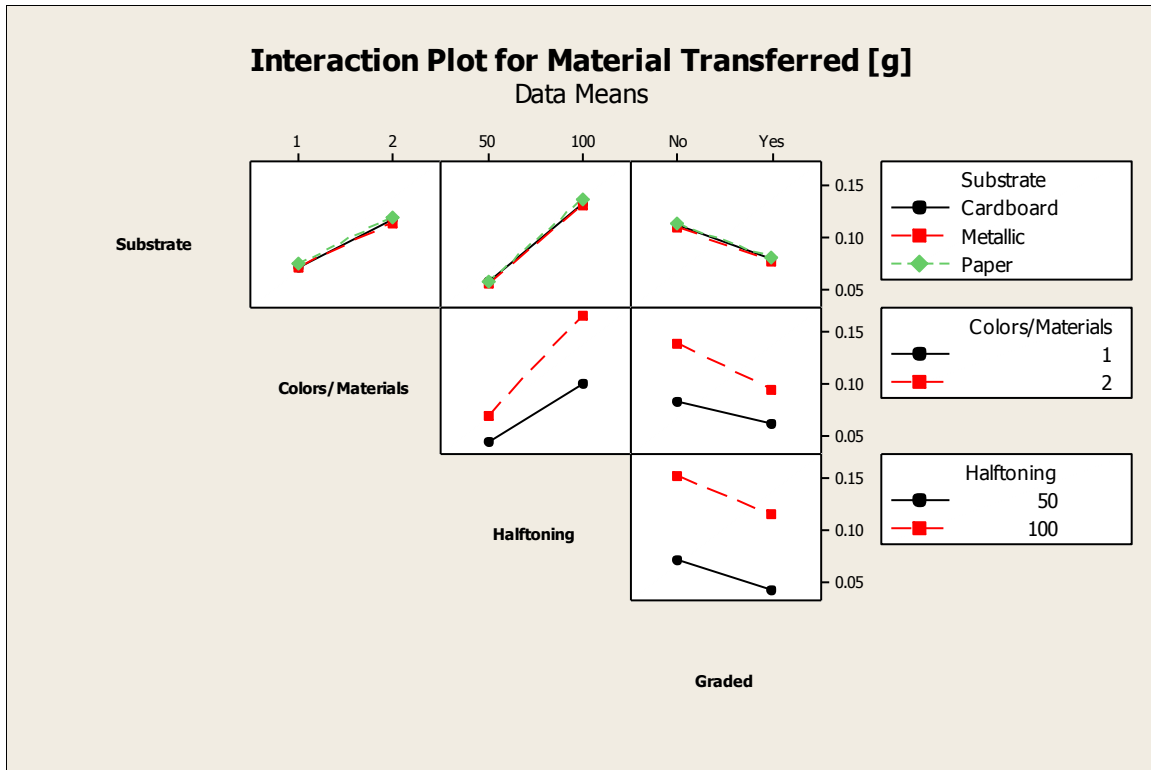 Interaction Plot for Material Transferred [g]
Data Means
1 2 50 100 No Yes
Substrate
0.15
0.10
0.05
Substrate
Cardboard
Metallic
Paper
Colors/Materials
0.15
0.10
0.05
Colors/Materials
1
2
Halftoning
0.15
0.10
0.05
Halftoning
50
100
Graded